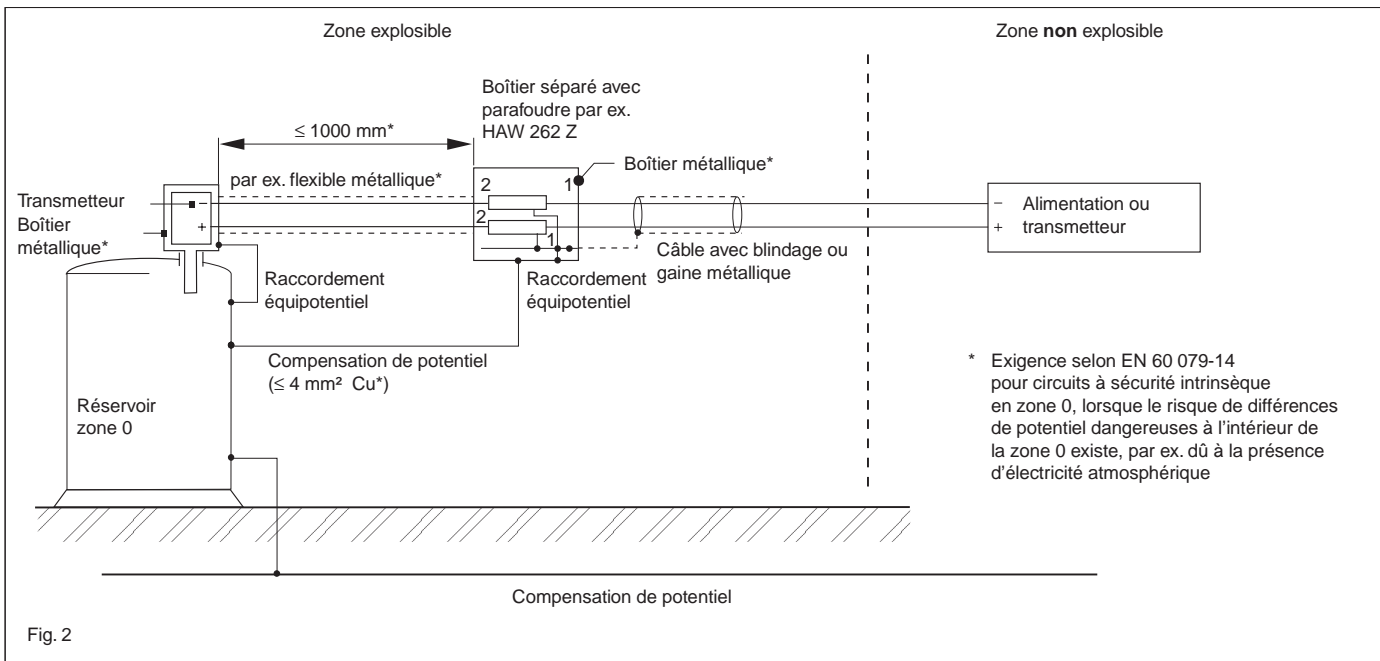 Zone explosible
Zone non explosible
Boîtier séparé avec
parafoudre par ex.
HAW 262 Z
≤ 1000 mm*
Boîtier métallique*
par ex. flexible métallique*
2
1
Transmetteur
Boîtier
métallique*
−
+
2
1
−
+
Alimentation ou
transmetteur
Câble avec blindage ou
gaine métallique
Raccordement
équipotentiel
Raccordement
équipotentiel
Compensation de potentiel
(≤ 4 mm² Cu*)
Réservoir
zone 0
* Exigence selon EN 60 079-14
pour circuits à sécurité intrinsèque
en zone 0, lorsque le risque de différences
de potentiel dangereuses à l’intérieur de
la zone 0 existe, par ex. dû à la présence
d’électricité atmosphérique
Compensation de potentiel
Fig. 2